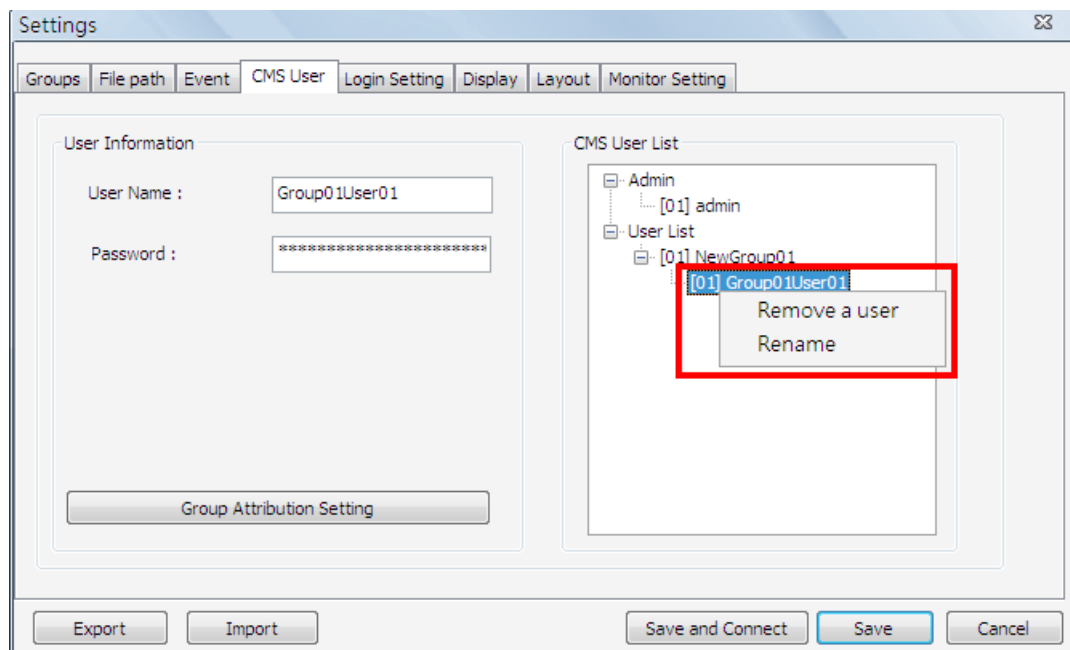 Settings
Groups File path Event CMS User Login Setting Display Layout Monitor Setting
User Information
User Name :
Group01User01
Password :
***********************
Group Attribution Setting
CMS User List
Admin
[01] admin
User List
[01] NewGroup01
[01] Group01User01
Remove a user
Rename
Export Import Save and Connect Save Cancel